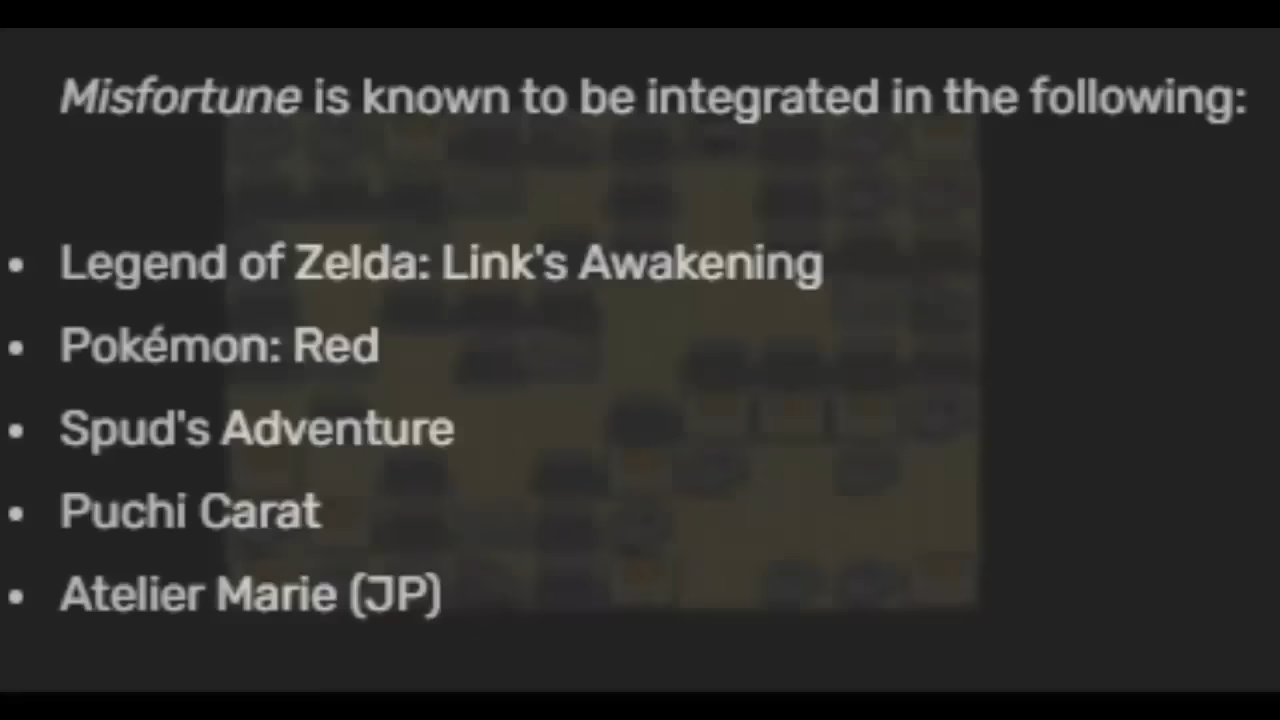 Misfortune is known to be integrated in the following:
• Legend of Zelda: Link's Awakening
• Pokémon: Red
• Spud's Adventure
• Puchi Carat
• Atelier Marie (JP)